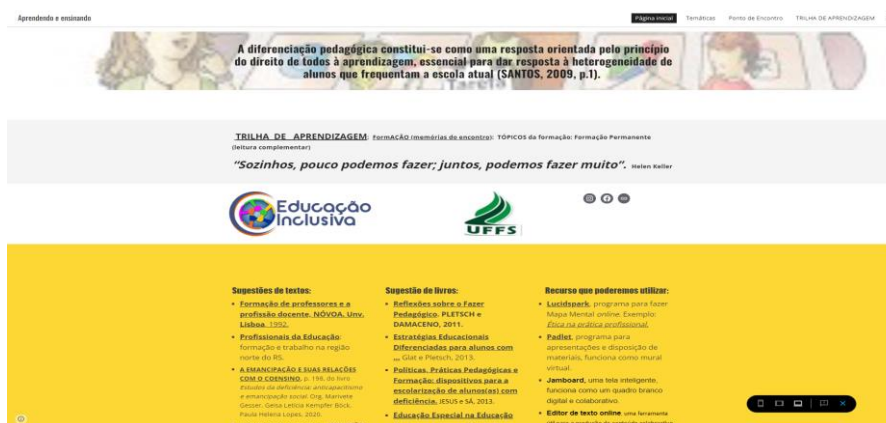 Aprendendo e ensinando
Página inicial Temáticas Ponto de Encontro TRILHA DE APRENDIZAGEM
A diferenciação pedagógica constitui-se como uma resposta orientada pelo princípio
do direito de todos à aprendizagem, essencial para dar resposta à heterogeneidade de
alunos que frequentam a escola atual (SANTOS, 2009, p.1).
Tarefa
TRILHA DE APRENDIZAGEM: FormAÇÃO (memórias do encontro): TÓPICOS da formação: Formação Permanente
(leitura complementar)
“Sozinhos, pouco podemos fazer; juntos, podemos fazer muito”. Helen Keller
Educação
Inclusiva
UFFS
Sugestões de textos:
Formação de professores e a
profissão docente, NÓVOA, Unv.
Lisboa, 1992.
Profissionais da Educação:
formação e trabalho na região
norte do RS.
A EMANCIPAÇÃO E SUAS RELAÇÕES
COM O COENSINO, p. 196, do livro
Estudos da deficiência: anticapacitismo
e emancipação social. Org. Marivete
Gesser, Geisa Letícia Kempfer Böck,
Paula Helena Lopes, 2020.
Sugestão de livros:
Reflexões sobre o Fazer
Pedagógico. PLETSCH e
DAMACENO, 2011.
Estratégias Educacionais
Diferenciadas para alunos com
... Glat e Pletsch, 2013.
Políticas, Práticas Pedagógicas e
Formação: dispositivos para a
escolarização de alunos(as) com
deficiência. JESUS e SÁ, 2013.
Educação Especial na Educação
Recurso que poderemos utilizar:
Lucidspark, programa para fazer
Mapa Mental online. Exemplo:
Ética na prática profissional.
Padlet, programa para
apresentações e disposição de
materiais, funciona como mural
virtual.
Jamboard, uma tela inteligente,
funciona como um quadro branco
digital e colaborativo.
Editor de texto online, uma ferramenta